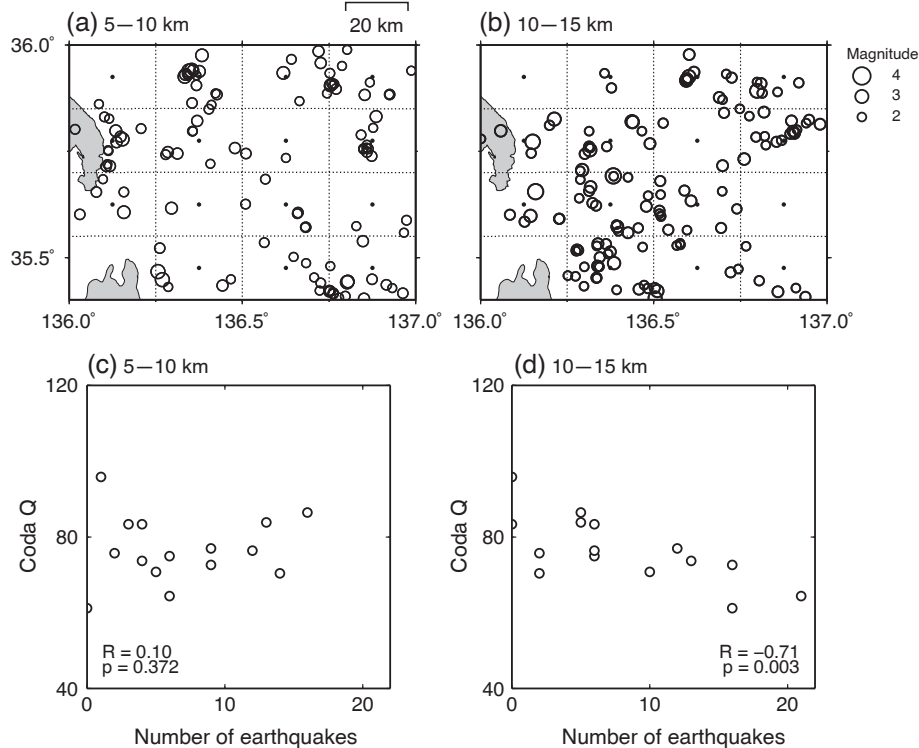 (a) 5−10 km
20 km
(b) 10−15 km
36.0°
35.5°
136.0°
136.5°
137.0°
136.0°
136.5°
137.0°
Magnitude
4
3
2
(c) 5−10 km
120
80
40
Coda Q
R = 0.10
p = 0.372
0
10
20
Number of earthquakes
(d) 10−15 km
120
80
40
Coda Q
R = −0.71
p = 0.003
0
10
20
Number of earthquakes